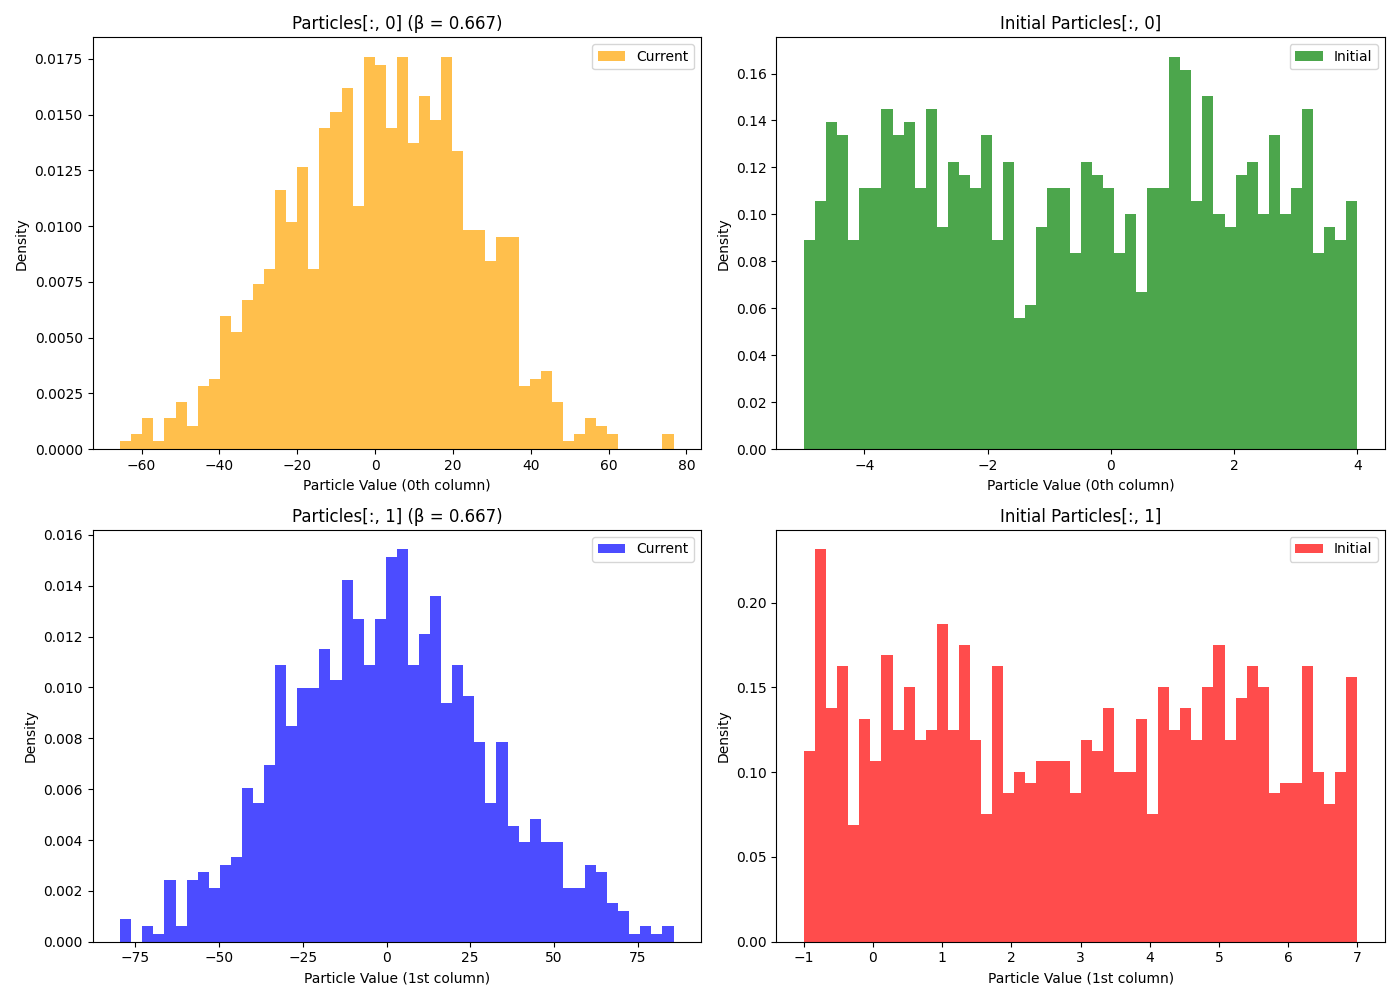 Particles[:, 0] (β = 0.667)
Current
Density
0.0175
0.0150
0.0125
0.0100
0.0075
0.0050
0.0025
0.0000
−60 −40 −20 0 20 40 60 80
Particle Value (0th column)
Initial Particles[:, 0]
Initial
Density
0.16
0.14
0.12
0.10
0.08
0.06
0.04
0.02
0.00
−4 −2 0 2 4
Particle Value (0th column)
Particles[:, 1] (β = 0.667)
Current
Density
0.016
0.014
0.012
0.010
0.008
0.006
0.004
0.002
0.000
−75 −50 −25 0 25 50 75
Particle Value (1st column)
Initial Particles[:, 1]
Initial
Density
0.20
0.15
0.10
0.05
0.00
−1 0 1 2 3 4 5 6 7
Particle Value (1st column)